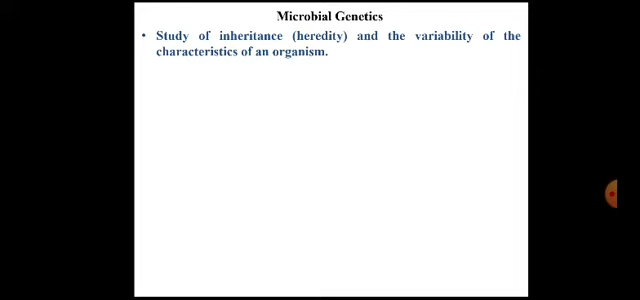 Microbial Genetics
• Study of inheritance (heredity) and the variability of the
characteristics of an organism.